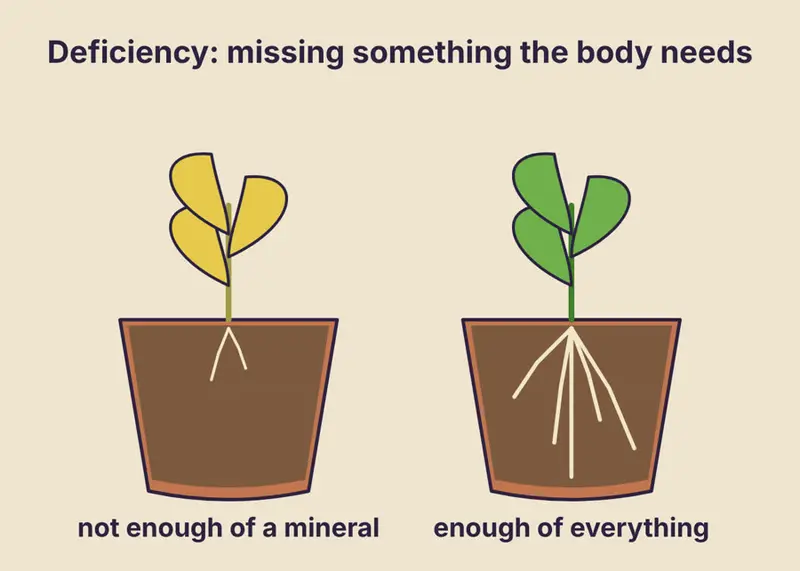 Deficiency: missing something the body needs
not enough of a mineral
enough of everything